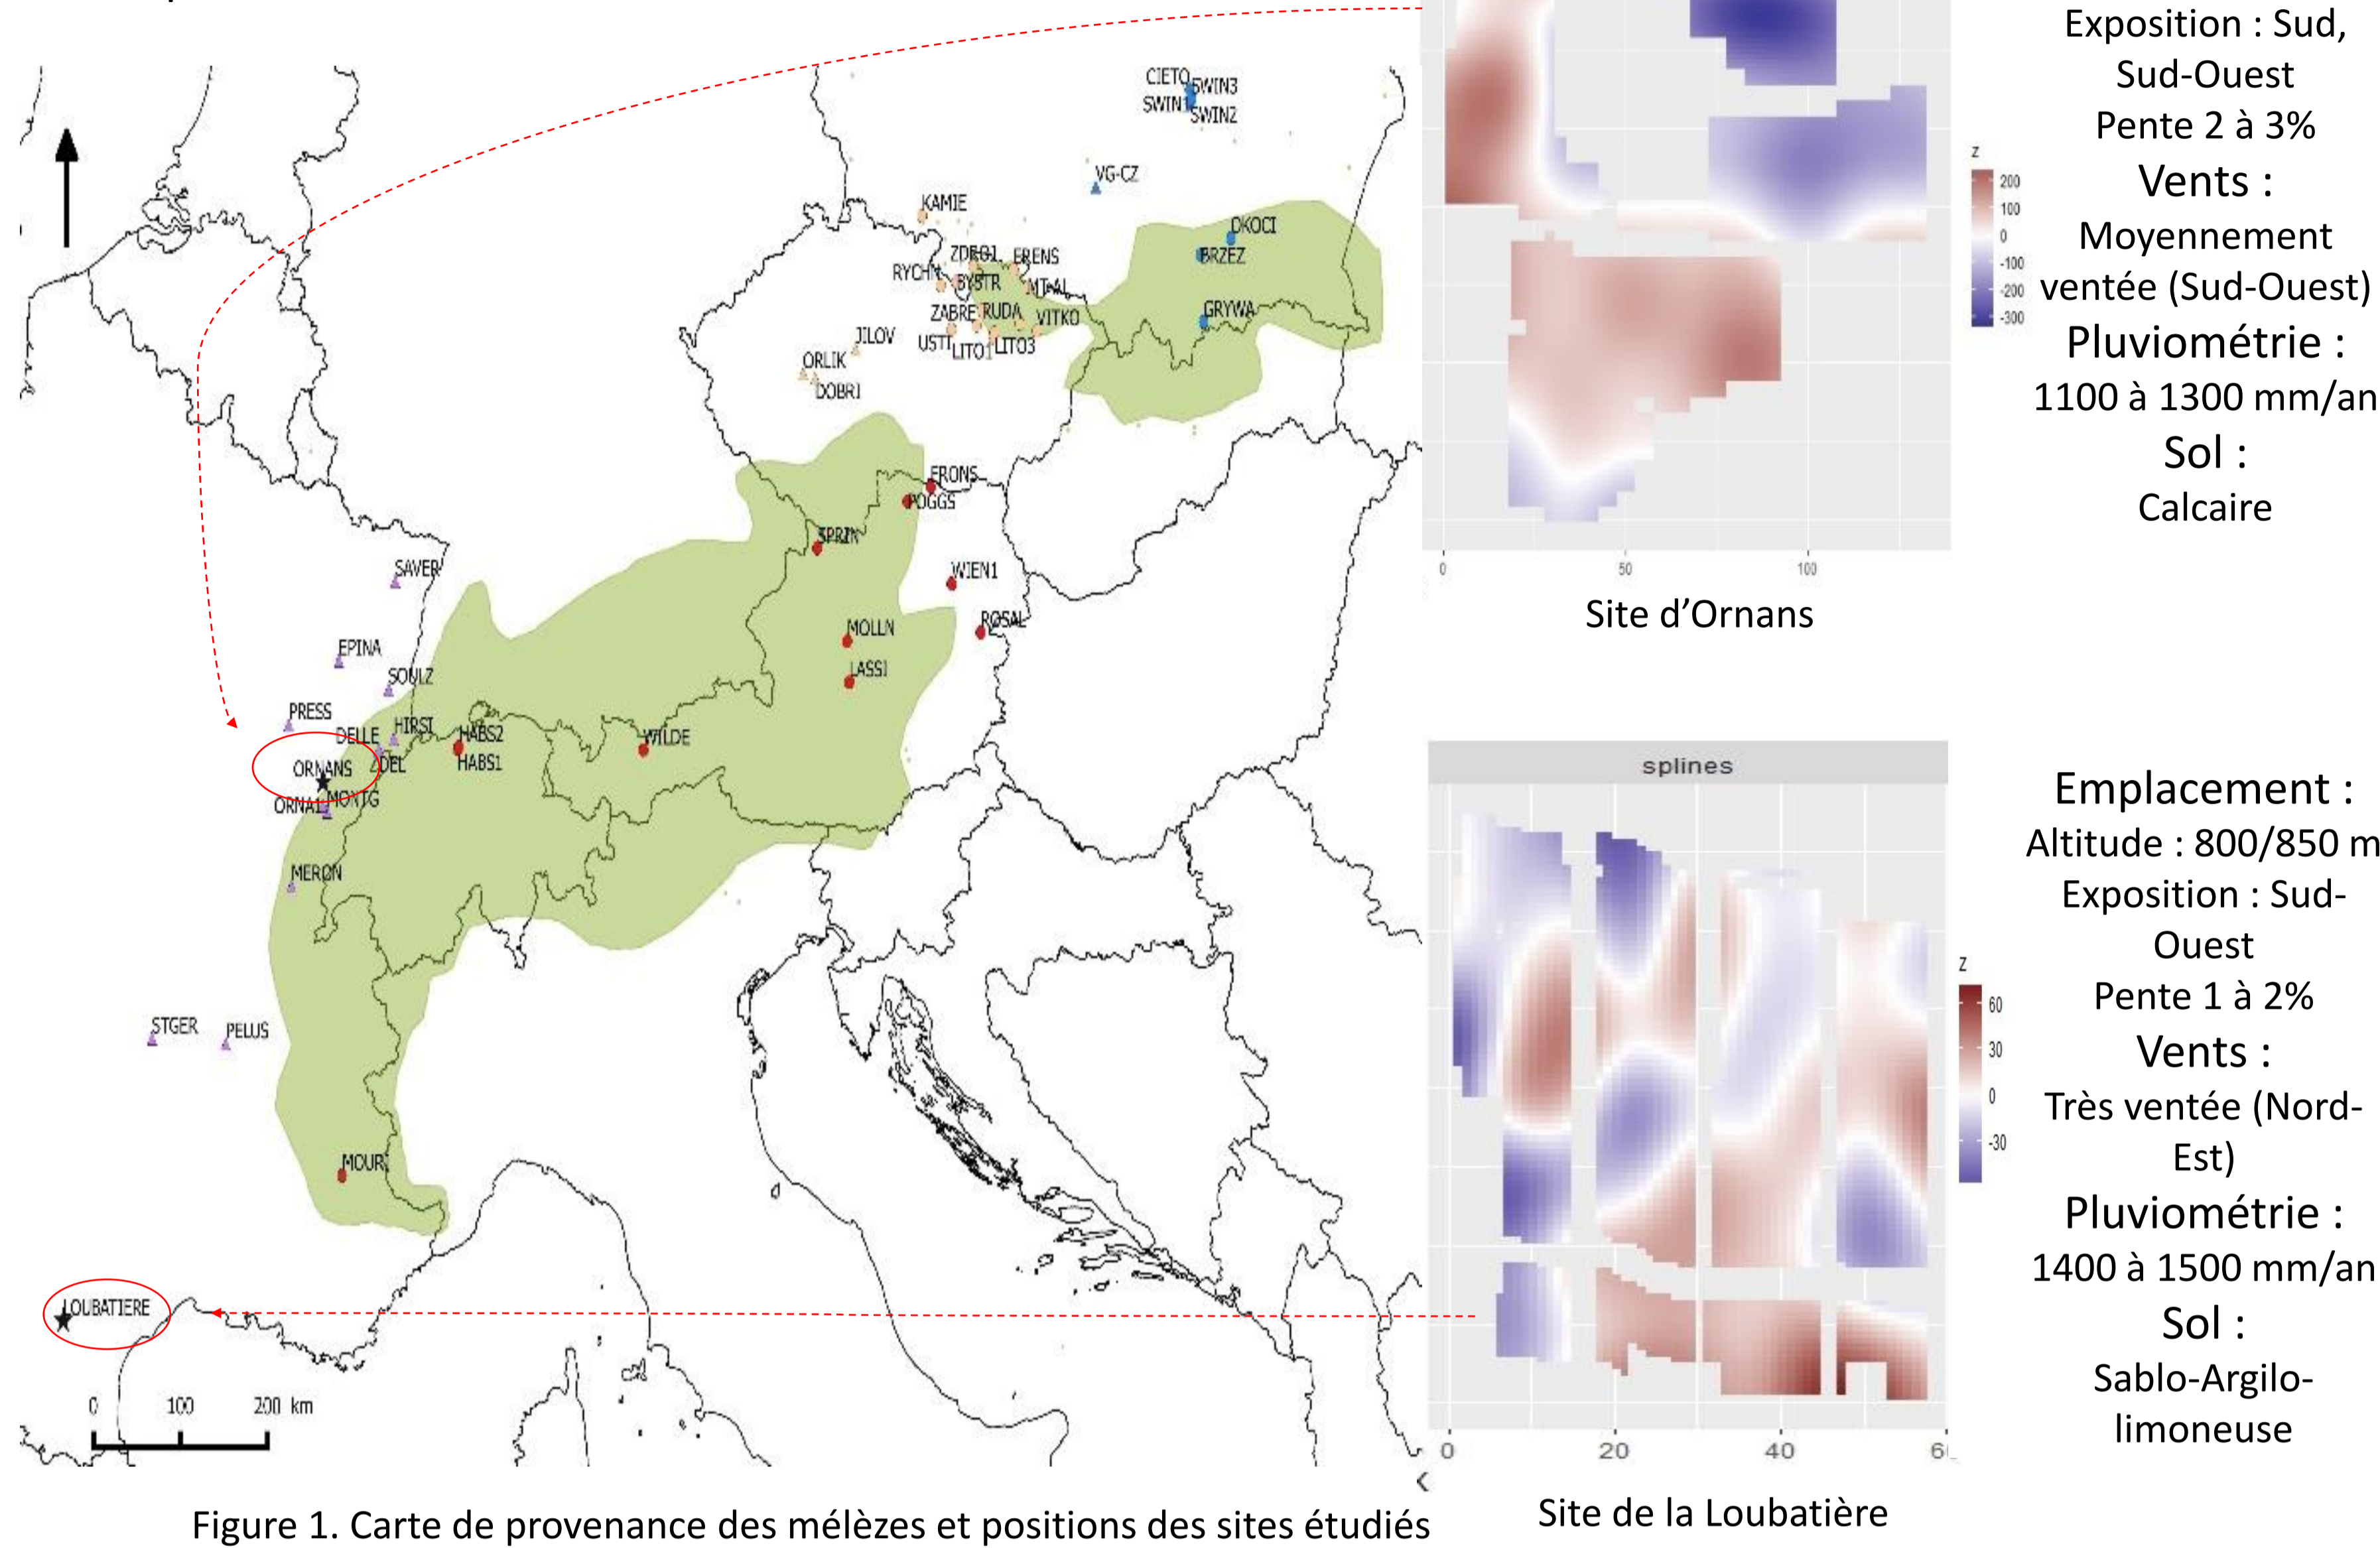 CIETO
SWIN3
SWIN1
SWIN2
VG-CZ
KAMIE
DKOCI
BRZEZ
GRYWA
ERENS
RYCHN
BYSTR
MT-AL
ZABRE
RUDA
VITKO
USTI
LITO1
LITO3
JILOV
ORLIK
DOBRI
FRONS
POGGS
SPRIN
WIEN1
ROSAL
MOLLN
LASSI
SAVER
EPINA
SOULZ
PRESS
DELLE
HIRSI
HABS2
HABS1
WILDE
ORNANS
MONTG
MERON
STGER
PELUS
MOURI
LOUBATIERE
0 100 200 km
Figure 1. Carte de provenance des mélèzes et positions des sites étudiés
z
200
100
0
-100
-200
-300
0 50 100
Site d’Ornans
Exposition : Sud,
Sud-Ouest
Pente 2 à 3%
Vents :
Moyennement
ventée (Sud-Ouest)
Pluviométrie :
1100 à 1300 mm/an
Sol :
Calcaire
splines
z
60
30
0
-30
0 20 40
Site de la Loubatière
Emplacement :
Altitude : 800/850 m
Exposition : Sud-
Ouest
Pente 1 à 2%
Vents :
Très ventée (Nord-
Est)
Pluviométrie :
1400 à 1500 mm/an
Sol :
Sablo-Argilo-
limoneuse